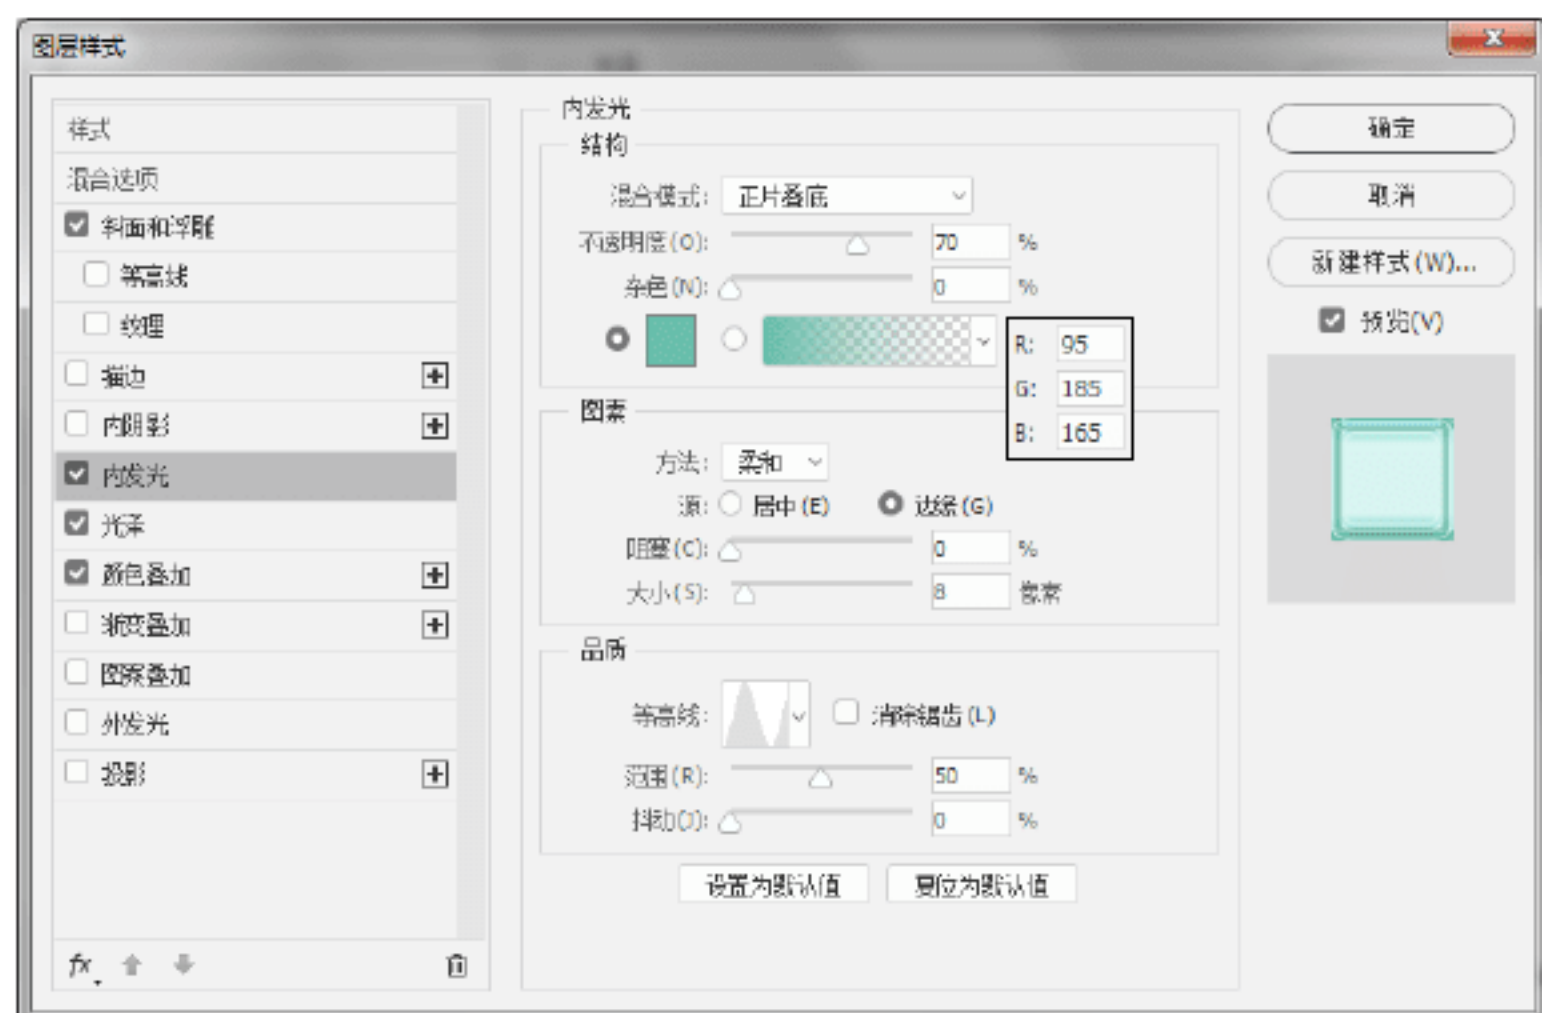 图层样式
样式
混合选项
斜面和浮雕
等高线
纹理
描边
内阴影
内发光
光泽
颜色叠加
渐变叠加
图案叠加
外发光
投影
fx
内发光
结构
混合模式: 正片叠底
不透明度(O): 70 %
杂色(N): 0 %
R: 95
G: 185
B: 165
图素
方法: 柔和
源: 居中(E) 边缘(G)
阻塞(C): 0 %
大小(S): 8 像素
品质
等高线: 消除锯齿(L)
范围(R): 50 %
抖动(J): 0 %
设置为默认值 复位为默认值
确定
取消
新建样式(W)...
预览(V)